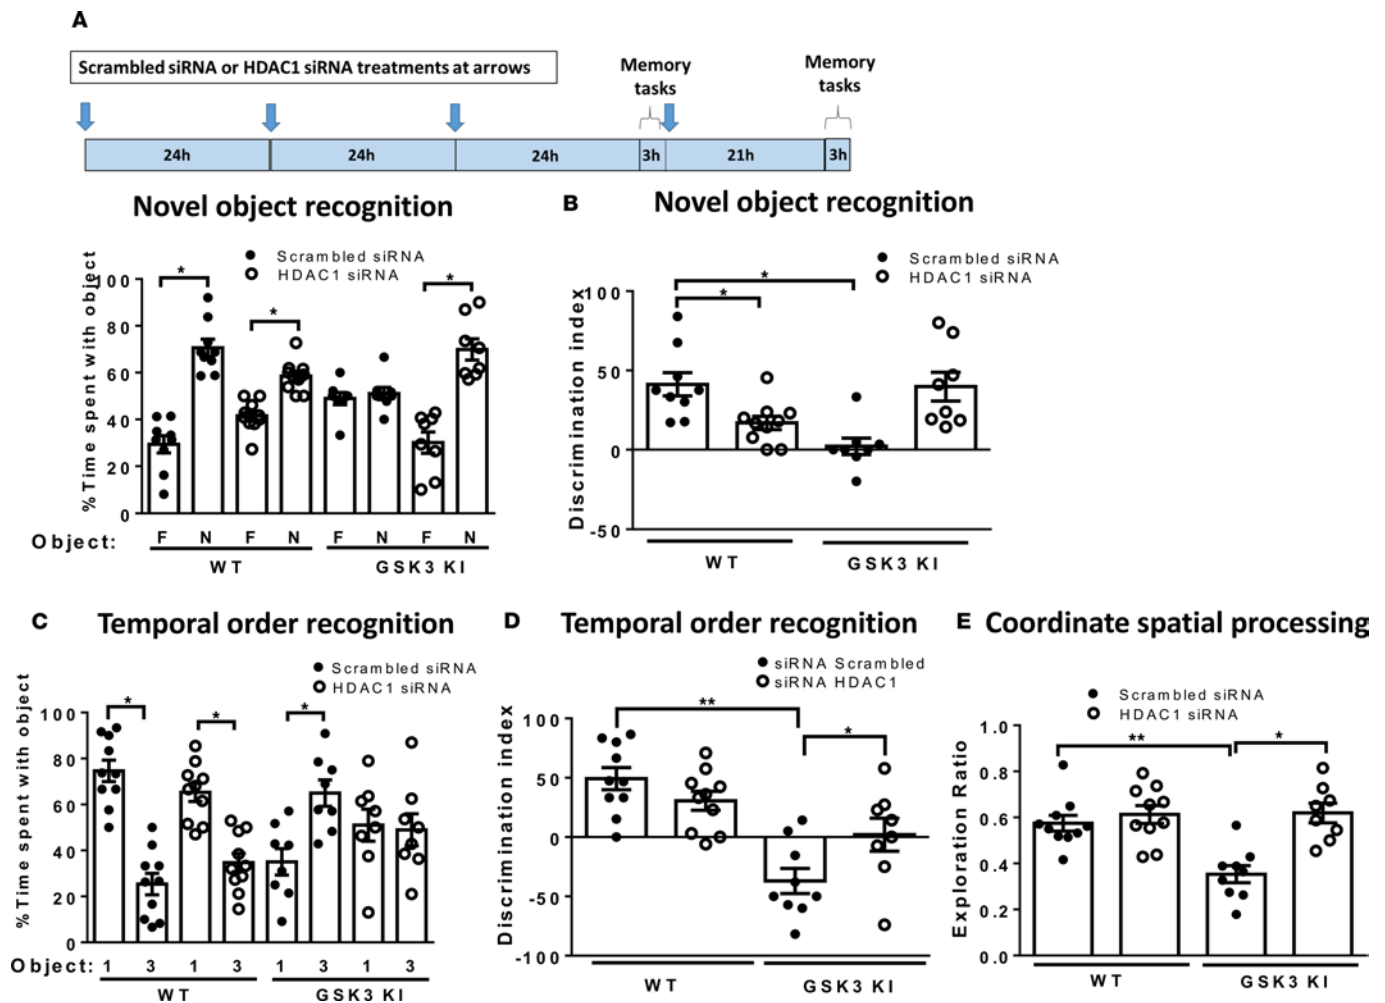 A
Scrambled siRNA or HDAC1 siRNA treatments at arrows
Memory tasks
Memory tasks
24h
24h
24h
3h
21h
3h
Novel object recognition
Scrambled siRNA
HDAC1 siRNA
%Time spent with object
100
80
60
40
20
0
*
*
*
Object:
F N F N F N F N
WT
GSK3 KI
B
Novel object recognition
Scrambled siRNA
HDAC1 siRNA
Discrimination index
100
50
0
-50
*
*
WT
GSK3 KI
C
Temporal order recognition
Scrambled siRNA
HDAC1 siRNA
%Time spent with object
100
80
60
40
20
0
*
*
*
Object:
1 3 1 3 1 3 1 3
WT
GSK3 KI
D
Temporal order recognition
siRNA Scrambled
siRNA HDAC1
Discrimination index
100
50
0
-50
-100
**
*
WT
GSK3 KI
E
Coordinate spatial processing
Scrambled siRNA
HDAC1 siRNA
Exploration Ratio
1.0
0.8
0.6
0.4
0.2
0.0
**
*
WT
GSK3 KI